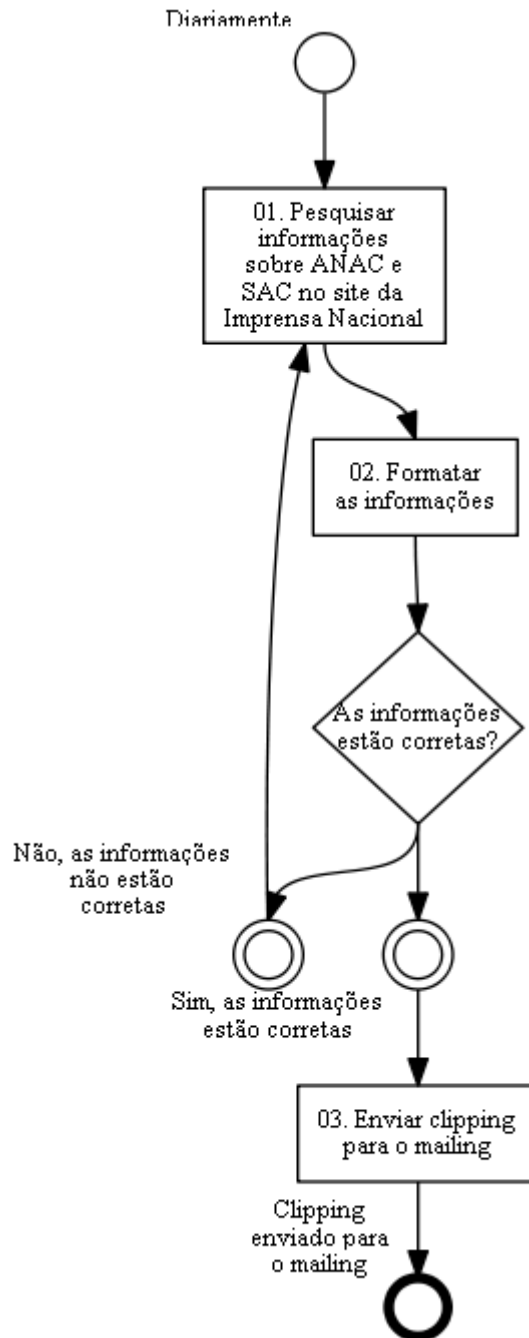 Diariamente
01. Pesquisar
informações
sobre ANAC e
SAC no site da
Imprensa Nacional
02. Formatar
as informações
As informações
estão corretas?
Não, as informações
não estão
corretas
Sim, as informações
estão corretas
03. Enviar clipping
para o mailing
Clipping
enviado para
o mailing